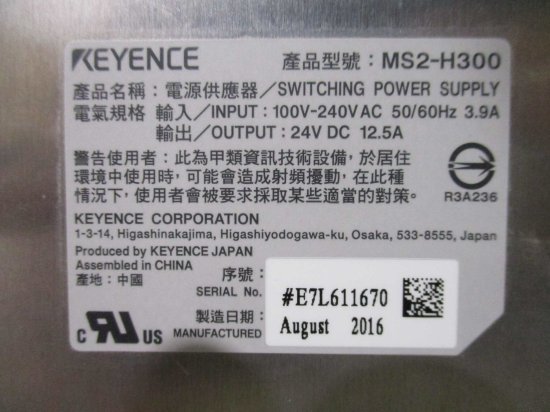 KEYENCE
產品型號：MS2-H300
產品名稱：電源供應器／SWITCHING POWER SUPPLY
電氣規格 輸入／INPUT: 100V-240V AC 50/60Hz 3.9A
輸出／OUTPUT: 24V DC 12.5A
警告使用者：此為甲類資訊技術設備，於居住
環境中使用時，可能會造成射頻擾動，在此種
情況下，使用者會被要求採取某些適當的對策。
R3A236
KEYENCE CORPORATION
1-3-14, Higashinakajima, Higashiyodogawa-ku, Osaka, 533-8555, Japan
Produced by KEYENCE JAPAN
Assembled in CHINA
產地：中國
序號：
SERIAL No.
#E7L611670
製造日期：
MANUFACTURED
August 2016
c RU US